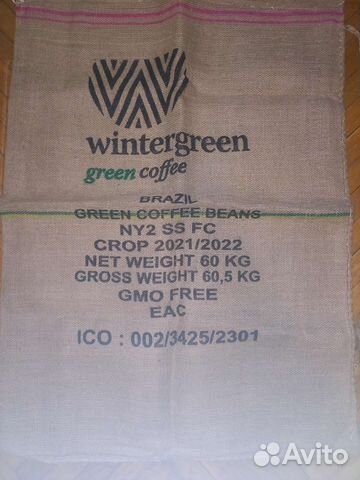 wintergreen
green coffee
BRAZIL
GREEN COFFEE BEANS
NY2 SS FC
CROP 2021/2022
NET WEIGHT 60 KG
GROSS WEIGHT 60,5 KG
GMO FREE
EAC
ICO : 002/3425/2301
Avito